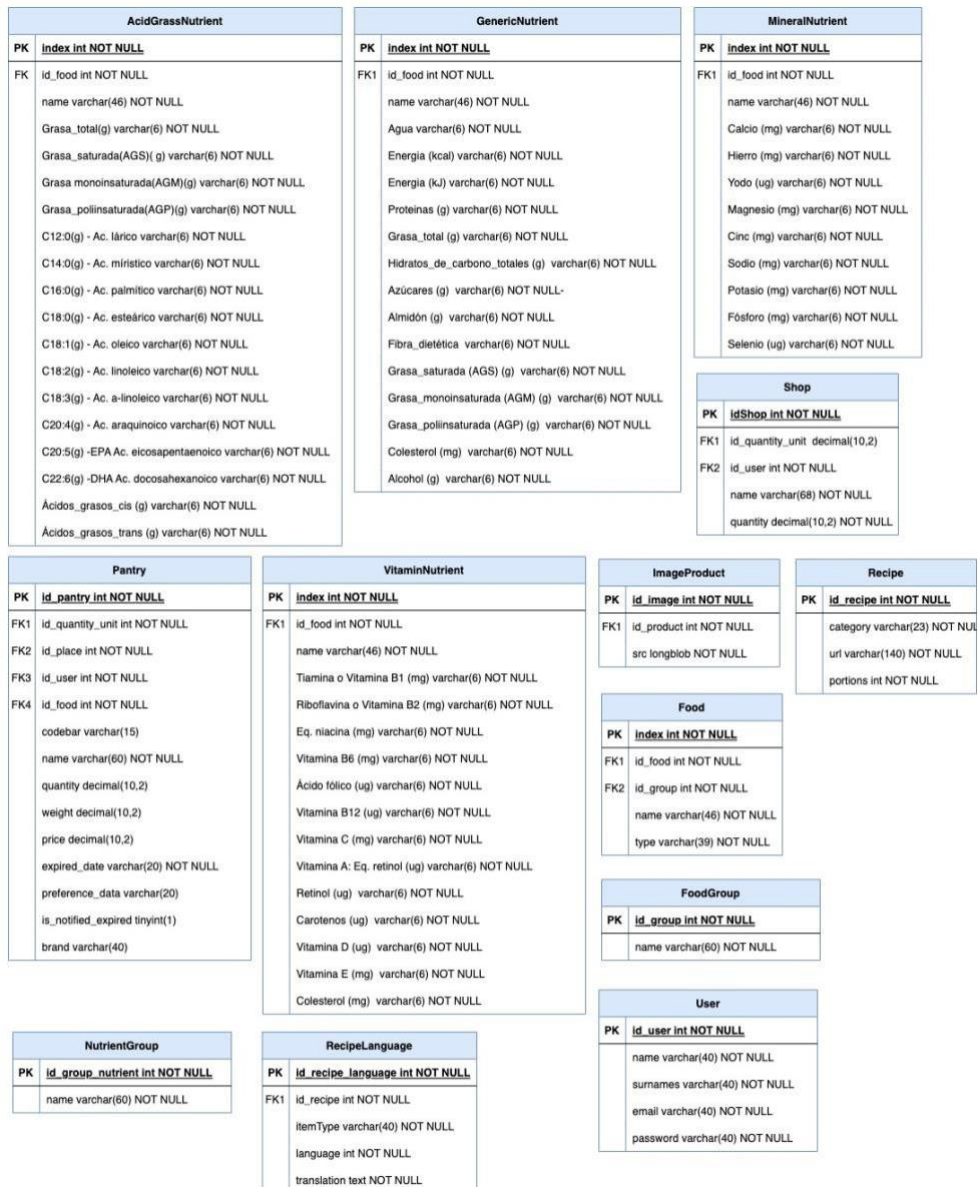 AcidGrassNutrient
PK index int NOT NULL
FK id_food int NOT NULL
name varchar(46) NOT NULL
Grasa_total(g) varchar(6) NOT NULL
Grasa_saturada(AGS)( g) varchar(6) NOT NULL
Grasa monoinsaturada(AGM)(g) varchar(6) NOT NULL
Grasa_poliinsaturada(AGP)(g) varchar(6) NOT NULL
C12:0(g) - Ac. lárico varchar(6) NOT NULL
C14:0(g) - Ac. mirístico varchar(6) NOT NULL
C16:0(g) - Ac. palmítico varchar(6) NOT NULL
C18:0(g) - Ac. esteárico varchar(6) NOT NULL
C18:1(g) - Ac. oleico varchar(6) NOT NULL
C18:2(g) - Ac. linoleico varchar(6) NOT NULL
C18:3(g) - Ac. a-linoleico varchar(6) NOT NULL
C20:4(g) - Ac. araquinoico varchar(6) NOT NULL
C20:5(g) -EPA Ac. eicosapentaenoico varchar(6) NOT NULL
C22:6(g) -DHA Ac. docosahexanoico varchar(6) NOT NULL
Ácidos_grasos_cis (g) varchar(6) NOT NULL
Ácidos_grasos_trans (g) varchar(6) NOT NULL
GenericNutrient
PK index int NOT NULL
FK1 id_food int NOT NULL
name varchar(46) NOT NULL
Agua varchar(6) NOT NULL
Energia (kcal) varchar(6) NOT NULL
Energia (kJ) varchar(6) NOT NULL
Proteinas (g) varchar(6) NOT NULL
Grasa_total (g) varchar(6) NOT NULL
Hidratos_de_carbono_totales (g) varchar(6) NOT NULL
Azúcares (g) varchar(6) NOT NULL-
Almidón (g) varchar(6) NOT NULL
Fibra_dietética varchar(6) NOT NULL
Grasa_saturada (AGS) (g) varchar(6) NOT NULL
Grasa_monoinsaturada (AGM) (g) varchar(6) NOT NULL
Grasa_poliinsaturada (AGP) (g) varchar(6) NOT NULL
Colesterol (mg) varchar(6) NOT NULL
Alcohol (g) varchar(6) NOT NULL
MineralNutrient
PK index int NOT NULL
FK1 id_food int NOT NULL
name varchar(46) NOT NULL
Calcio (mg) varchar(6) NOT NULL
Hierro (mg) varchar(6) NOT NULL
Yodo (ug) varchar(6) NOT NULL
Magnesio (mg) varchar(6) NOT NULL
Cinc (mg) varchar(6) NOT NULL
Sodio (mg) varchar(6) NOT NULL
Potasio (mg) varchar(6) NOT NULL
Fósforo (mg) varchar(6) NOT NULL
Selenio (ug) varchar(6) NOT NULL
Shop
PK idShop int NOT NULL
FK1 id_quantity_unit decimal(10,2)
FK2 id_user int NOT NULL
name varchar(68) NOT NULL
quantity decimal(10,2) NOT NULL
Pantry
PK id_pantry int NOT NULL
FK1 id_quantity_unit int NOT NULL
FK2 id_place int NOT NULL
FK3 id_user int NOT NULL
FK4 id_food int NOT NULL
codebar varchar(15)
name varchar(60) NOT NULL
quantity decimal(10,2)
weight decimal(10,2)
price decimal(10,2)
expired_date varchar(20) NOT NULL
preference_data varchar(20)
is_notified_expired tinyint(1)
brand varchar(40)
VitaminNutrient
PK index int NOT NULL
FK1 id_food int NOT NULL
name varchar(46) NOT NULL
Tiamina o Vitamina B1 (mg) varchar(6) NOT NULL
Riboflavina o Vitamina B2 (mg) varchar(6) NOT NULL
Eq. niacina (mg) varchar(6) NOT NULL
Vitamina B6 (mg) varchar(6) NOT NULL
Ácido fólico (ug) varchar(6) NOT NULL
Vitamina B12 (ug) varchar(6) NOT NULL
Vitamina C (mg) varchar(6) NOT NULL
Vitamina A: Eq. retinol (ug) varchar(6) NOT NULL
Retinol (ug) varchar(6) NOT NULL
Carotenos (ug) varchar(6) NOT NULL
Vitamina D (ug) varchar(6) NOT NULL
Vitamina E (mg) varchar(6) NOT NULL
Colesterol (mg) varchar(6) NOT NULL
ImageProduct
PK id_image int NOT NULL
FK1 id_product int NOT NULL
src longblob NOT NULL
Recipe
PK id_recipe int NOT NULL
category varchar(23) NOT NUL
url varchar(140) NOT NULL
portions int NOT NULL
Food
PK index int NOT NULL
FK1 id_food int NOT NULL
FK2 id_group int NOT NULL
name varchar(46) NOT NULL
type varchar(39) NOT NULL
FoodGroup
PK id_group int NOT NULL
name varchar(60) NOT NULL
User
PK id_user int NOT NULL
name varchar(40) NOT NULL
surnames varchar(40) NOT NULL
email varchar(40) NOT NULL
password varchar(40) NOT NULL
NutrientGroup
PK id_group_nutrient int NOT NULL
name varchar(60) NOT NULL
RecipeLanguage
PK id_recipe_language int NOT NULL
FK1 id_recipe int NOT NULL
itemType varchar(40) NOT NULL
language int NOT NULL
translation text NOT NULL